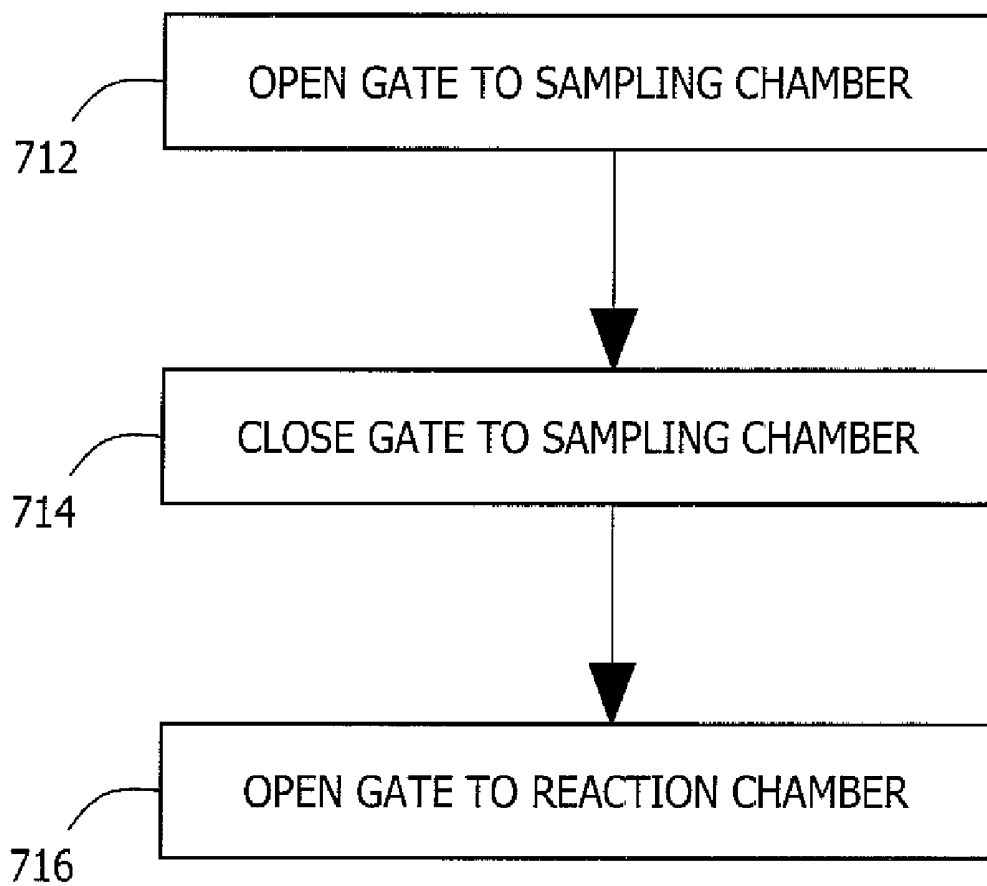 OPEN GATE TO SAMPLING CHAMBER
712
CLOSE GATE TO SAMPLING CHAMBER
714
OPEN GATE TO REACTION CHAMBER
716